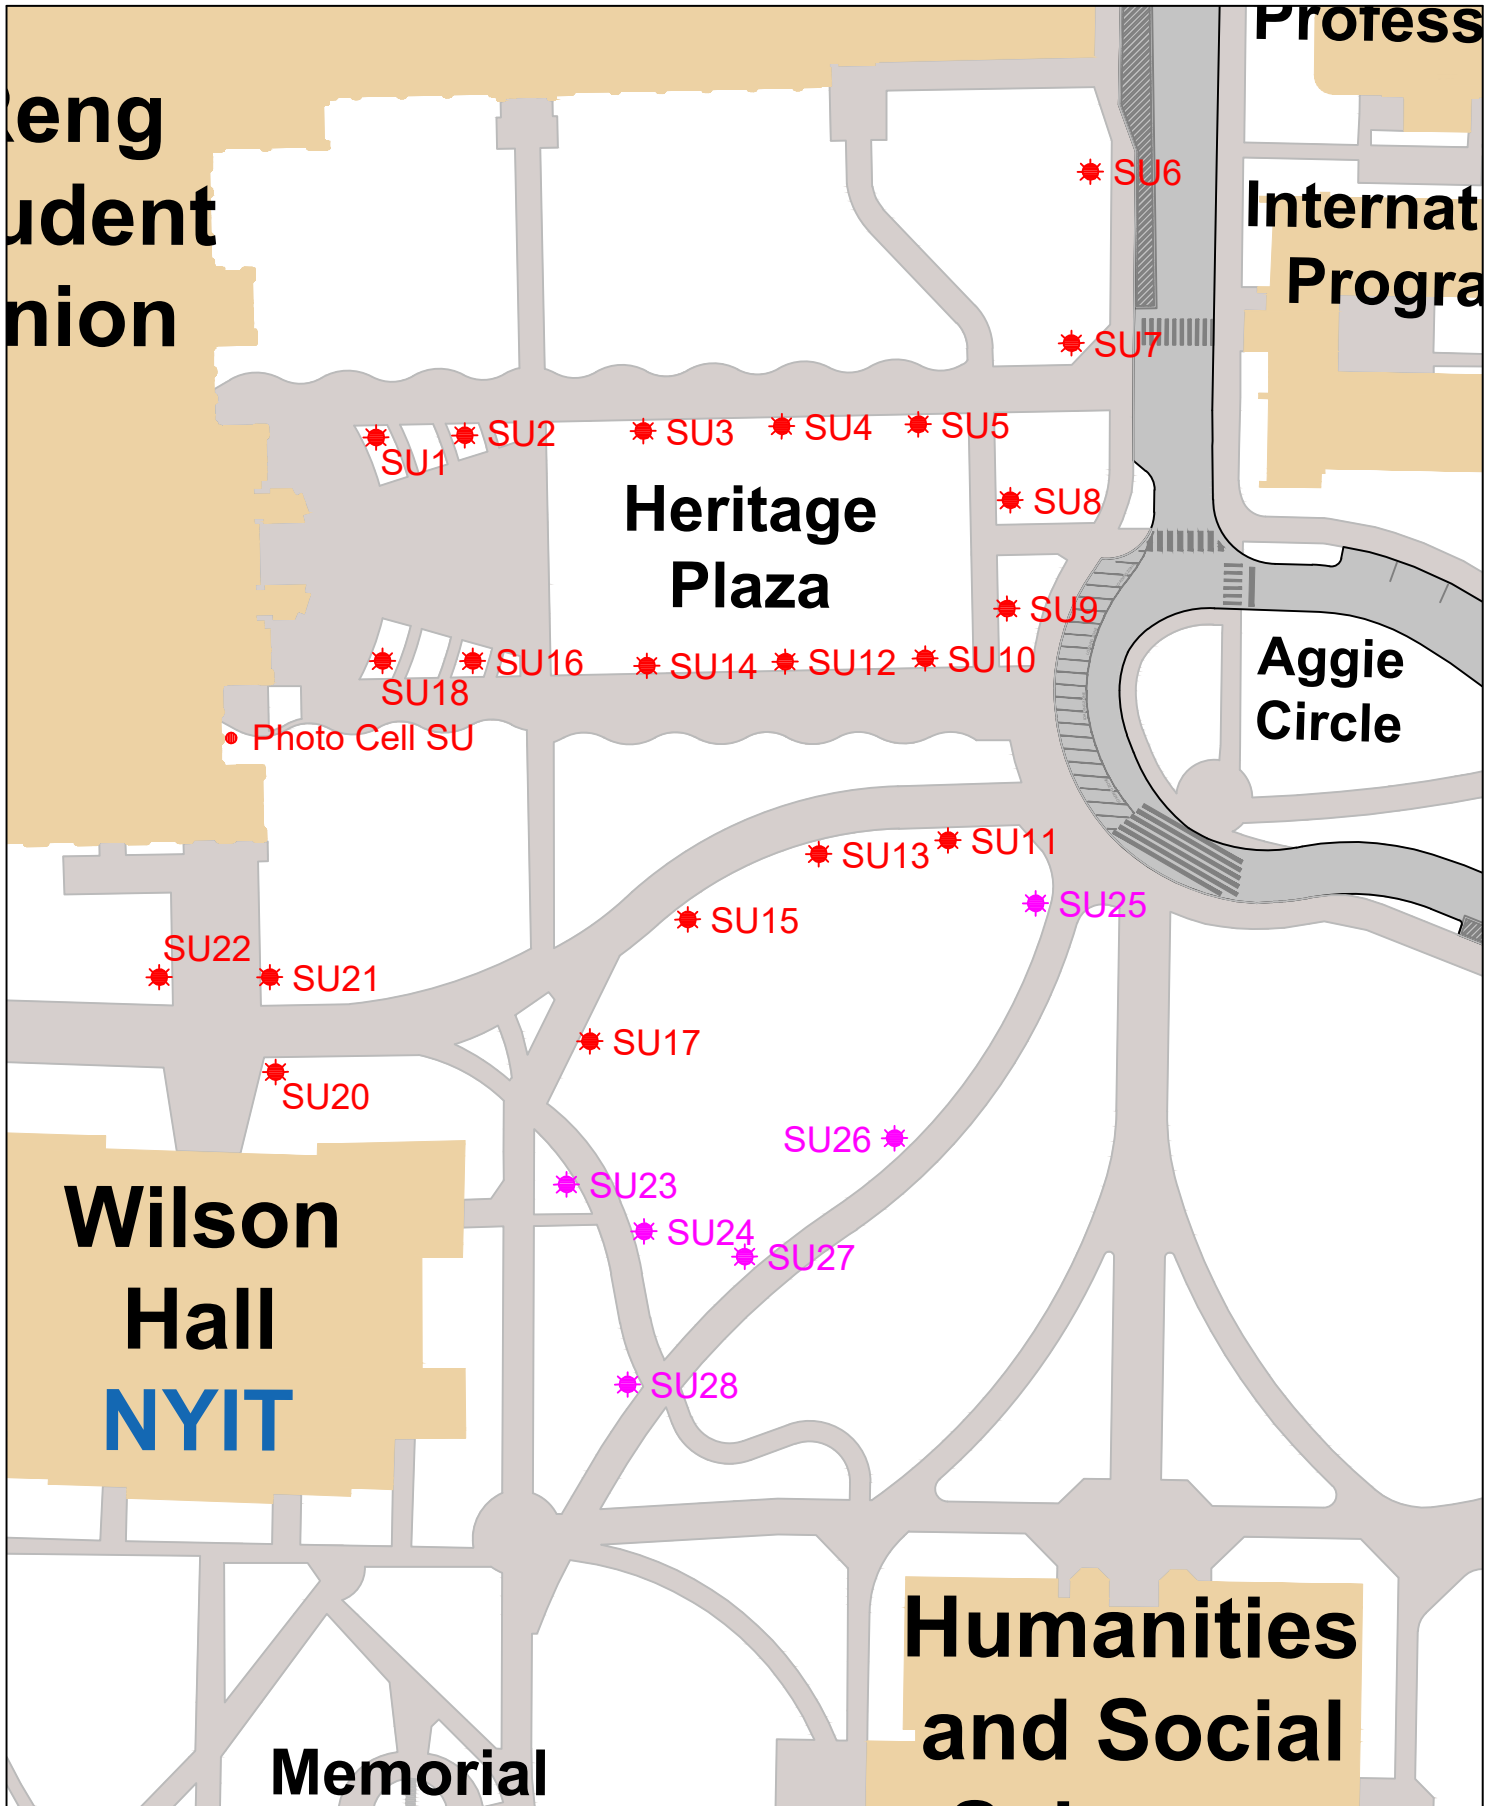 Profess
Reng
udent
nion
SU6
Internat
Progra
SU7
SU1
SU2
SU3
SU4
SU5
Heritage
Plaza
SU8
SU9
SU18
SU16
SU14
SU12
SU10
Aggie
Circle
Photo Cell SU
SU13
SU11
SU15
SU25
SU22
SU21
SU17
SU20
SU26
SU23
SU24
SU27
Wilson
Hall
NYIT
SU28
Humanities
and Social
Memorial